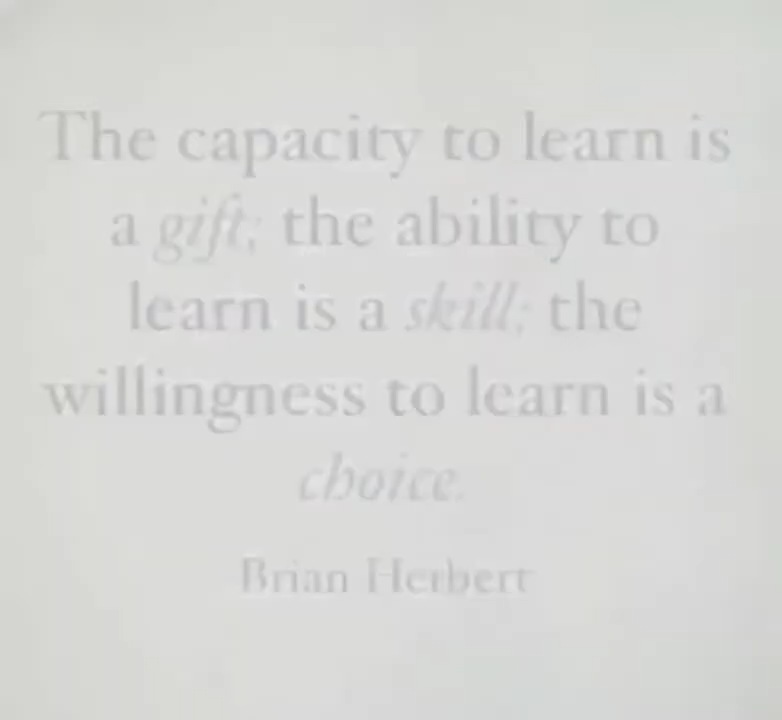 The capacity to learn is
a gift; the ability to
learn is a skill; the
willingness to learn is a
choice.
Brian Herbert